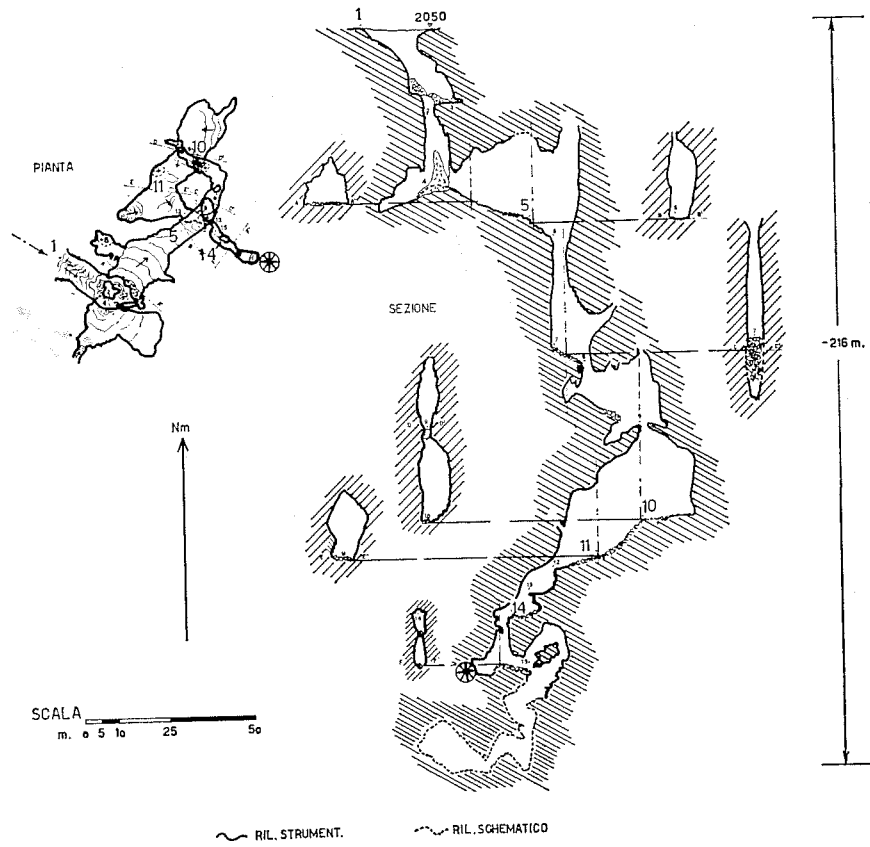 1 2050
PIANTA
10
11
5
1
14
5
SEZIONE
-216 m.
Nm
10
11
14
SCALA
m. 0 5 10 25 50
RIL. STRUMENT. RIL. SCHEMATICO